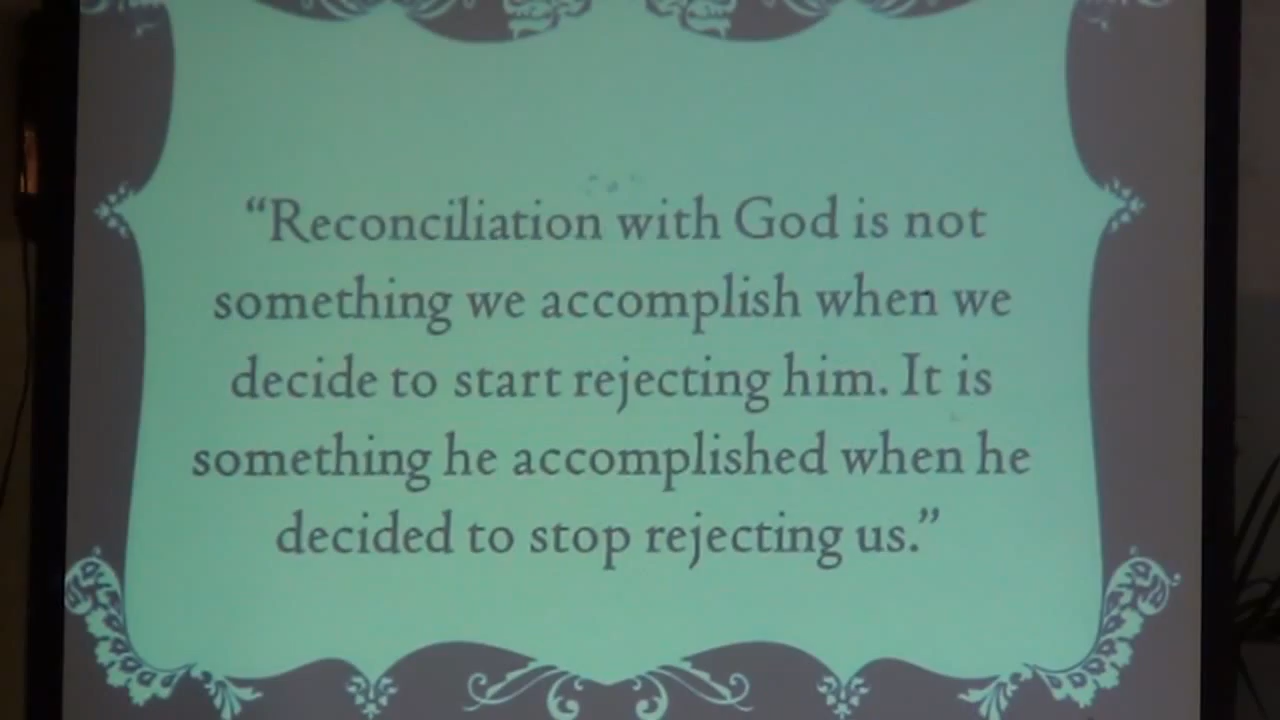 “Reconciliation with God is not
something we accomplish when we
decide to start rejecting him. It is
something he accomplished when he
decided to stop rejecting us.”